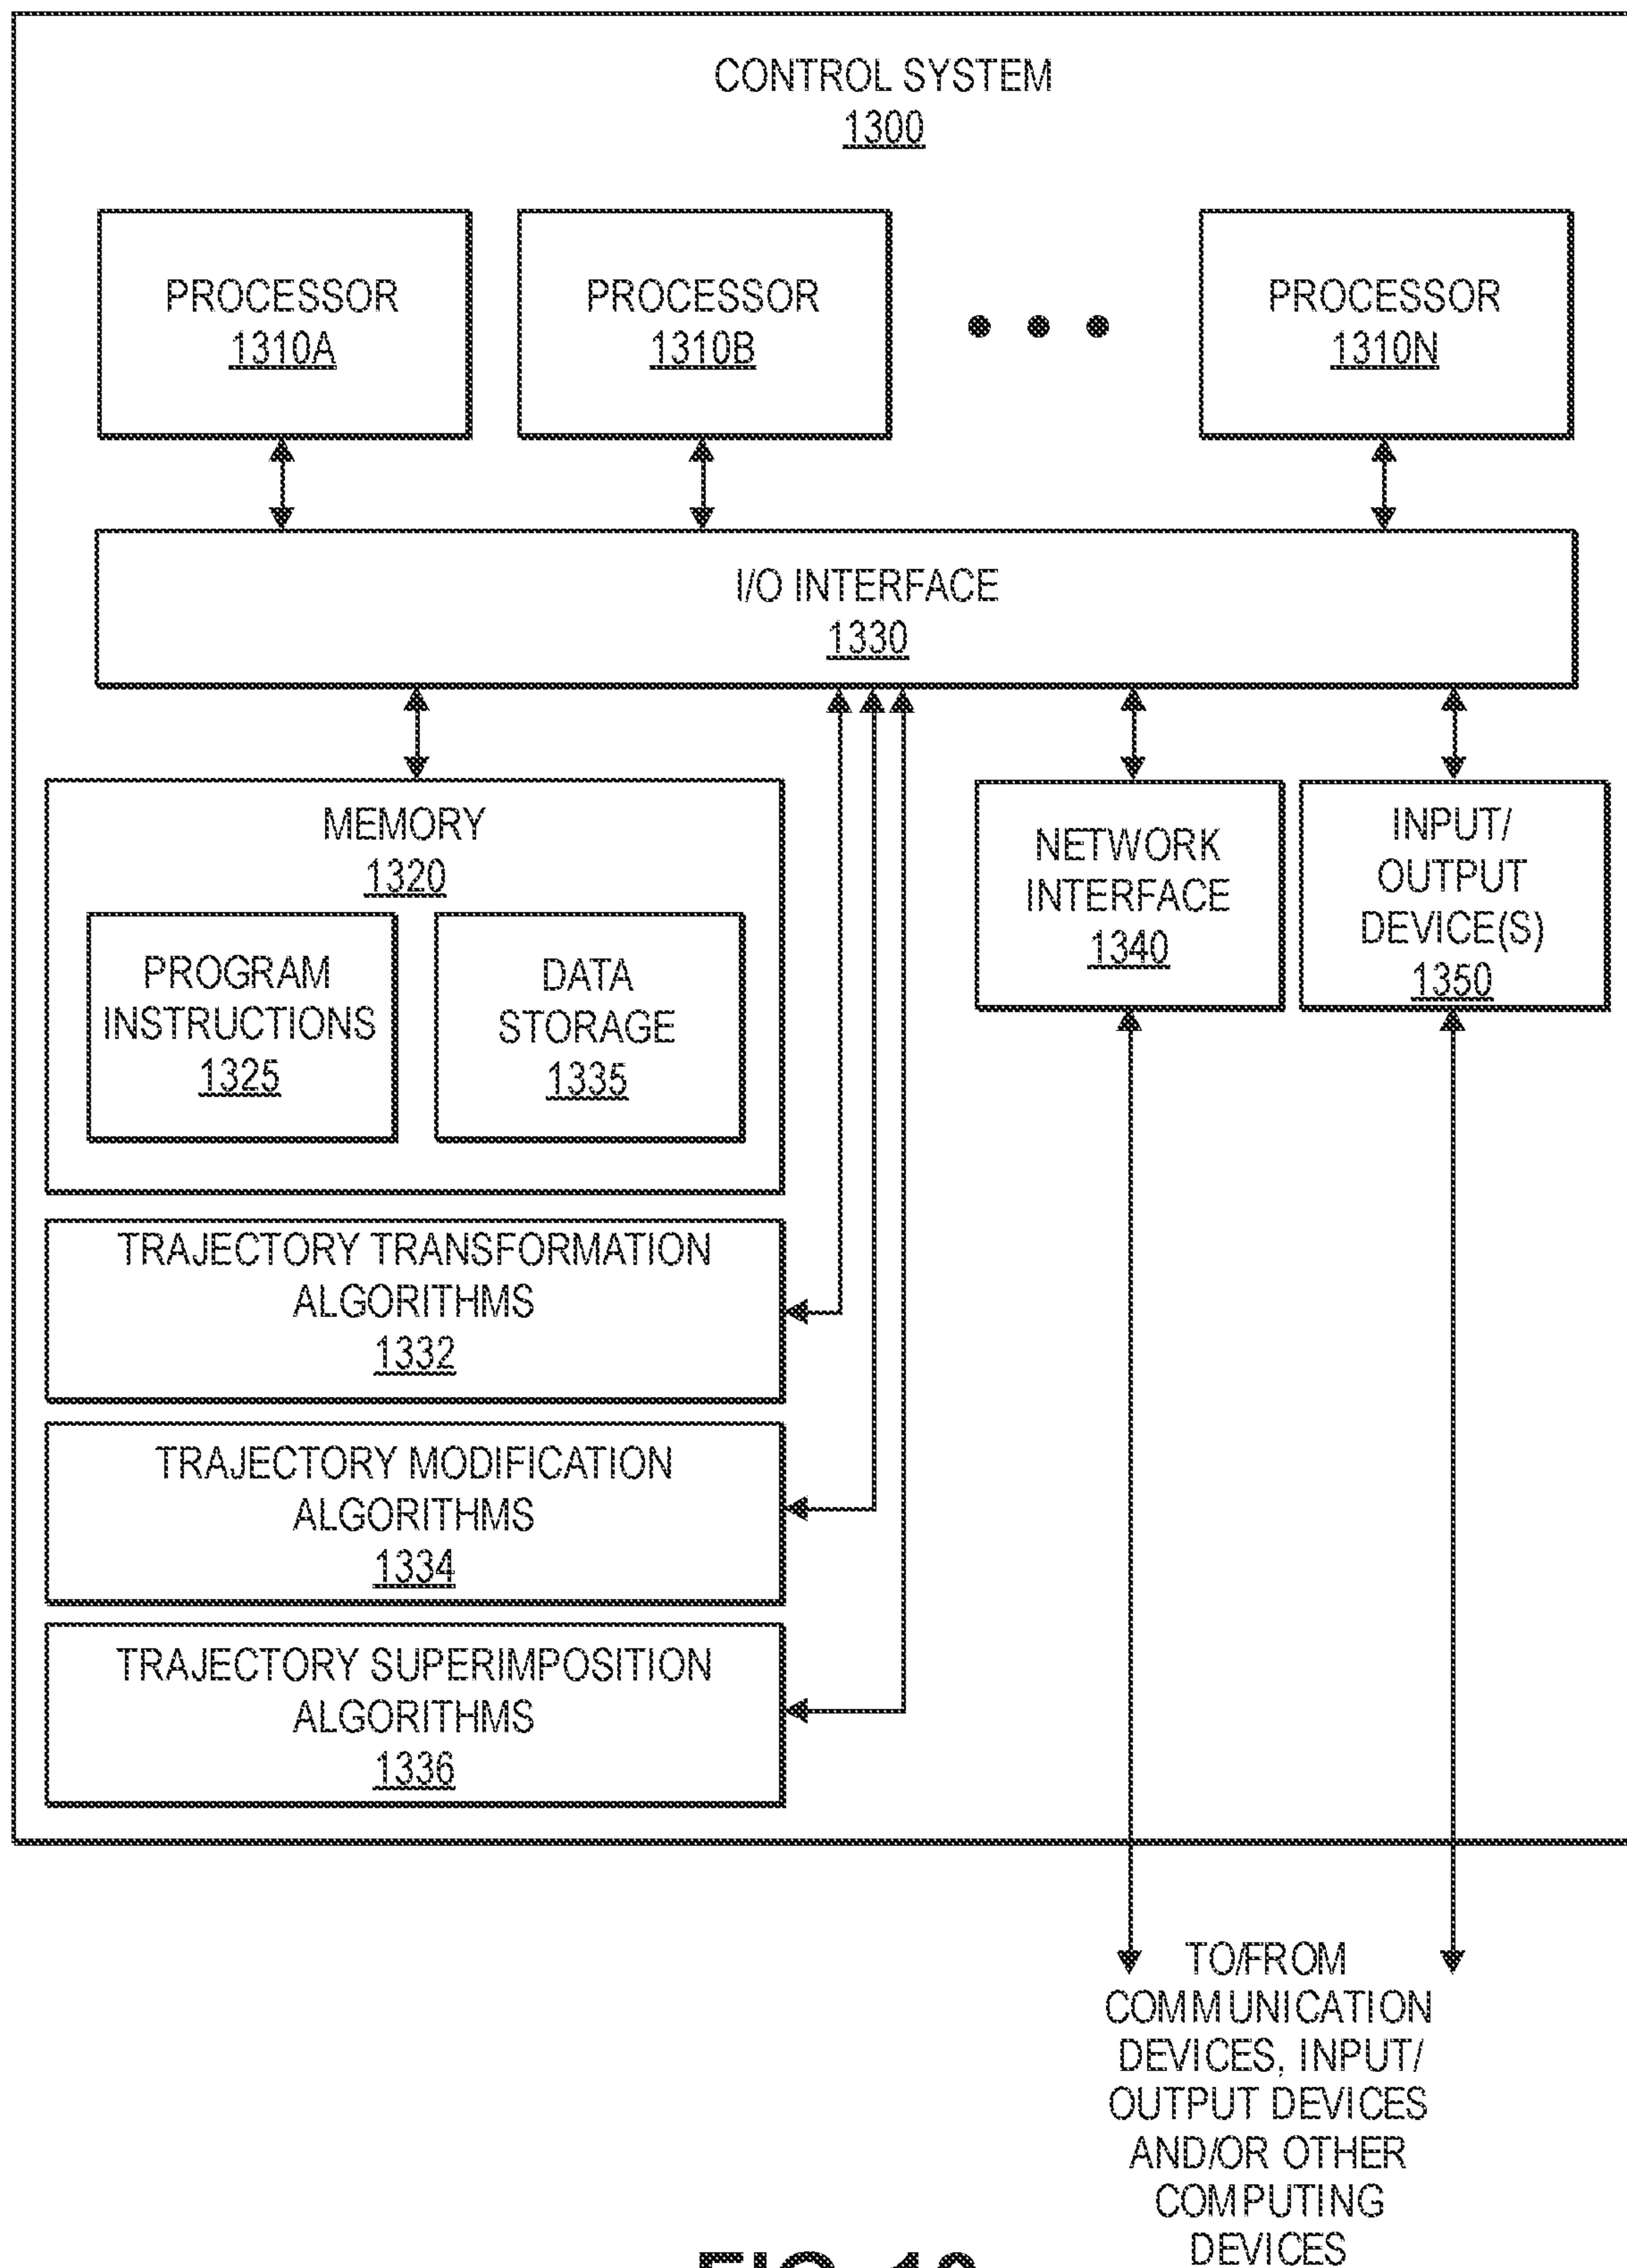 CONTROL SYSTEM
1300
PROCESSOR
1310A
PROCESSOR
1310B
PROCESSOR
1310N
I/O INTERFACE
1330
MEMORY
1320
PROGRAM
INSTRUCTIONS
1325
DATA
STORAGE
1335
NETWORK
INTERFACE
1340
INPUT/
OUTPUT
DEVICE(S)
1350
TRAJECTORY TRANSFORMATION
ALGORITHMS
1332
TRAJECTORY MODIFICATION
ALGORITHMS
1334
TRAJECTORY SUPERIMPOSITION
ALGORITHMS
1336
TO/FROM
COMMUNICATION
DEVICES, INPUT/
OUTPUT DEVICES
AND/OR OTHER
COMPUTING
DEVICES
FIG.